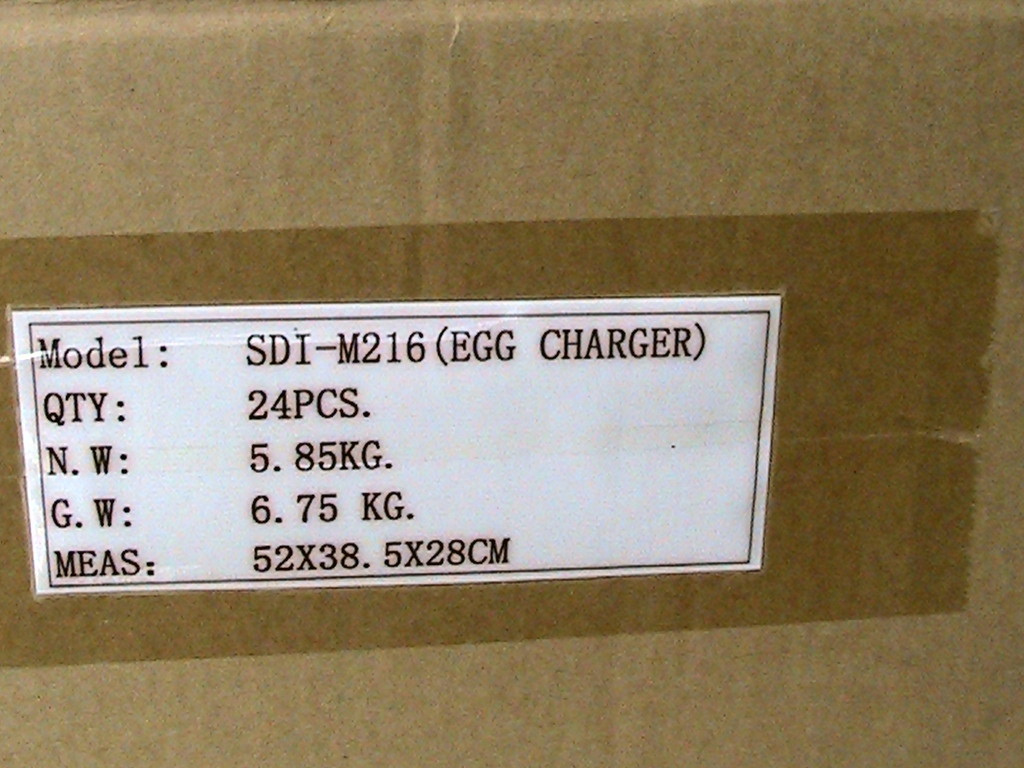 Model: SDI-M216(EGG CHARGER)
QTY: 24PCS.
N.W: 5.85KG.
G.W: 6.75 KG.
MEAS: 52X38.5X28CM